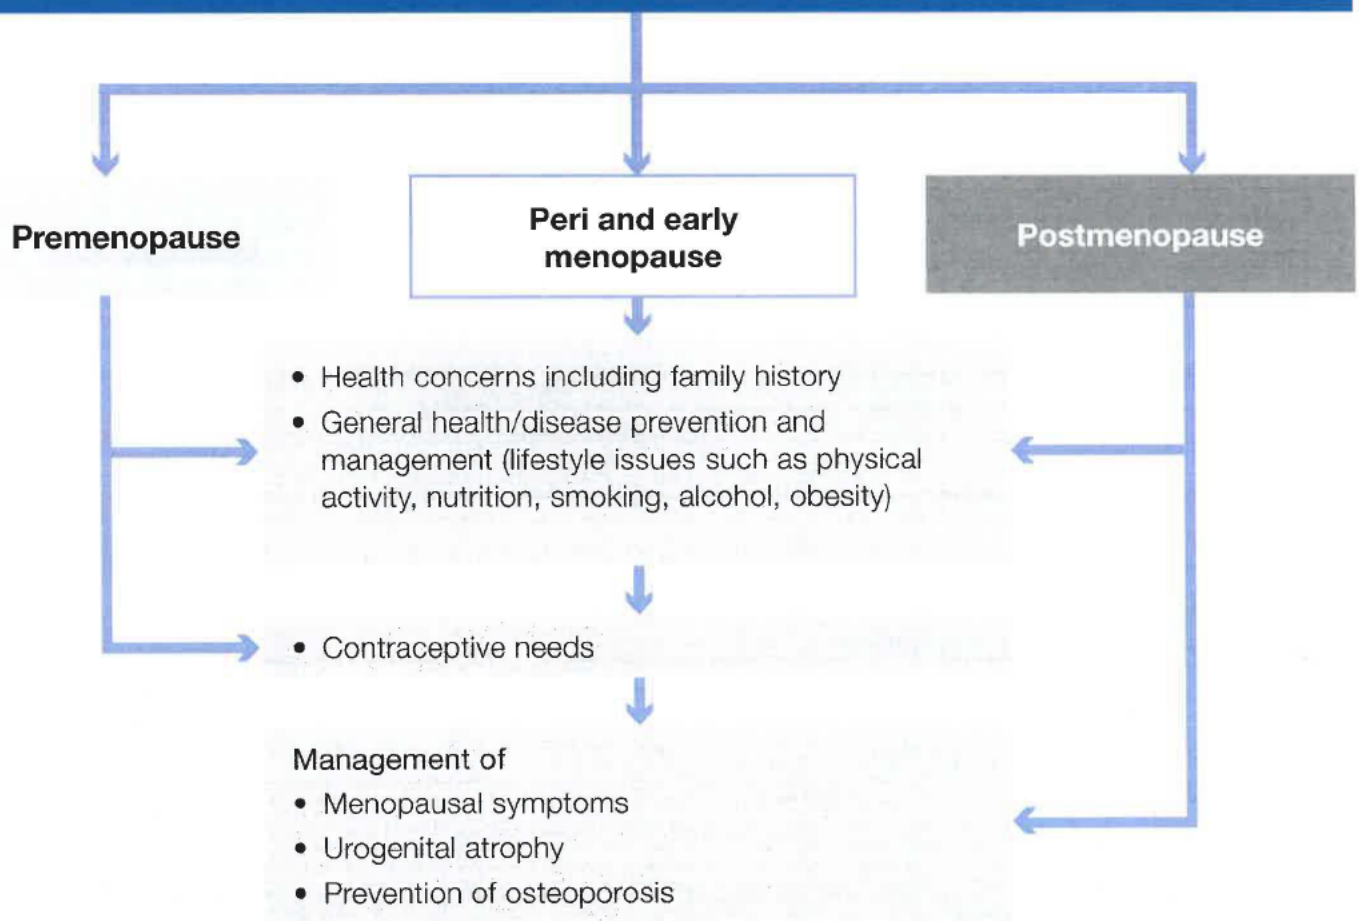 Premenopause
Peri and early
menopause
Postmenopause
• Health concerns including family history
• General health/disease prevention and
management (lifestyle issues such as physical
activity, nutrition, smoking, alcohol, obesity)
• Contraceptive needs
Management of
• Menopausal symptoms
• Urogenital atrophy
• Prevention of osteoporosis